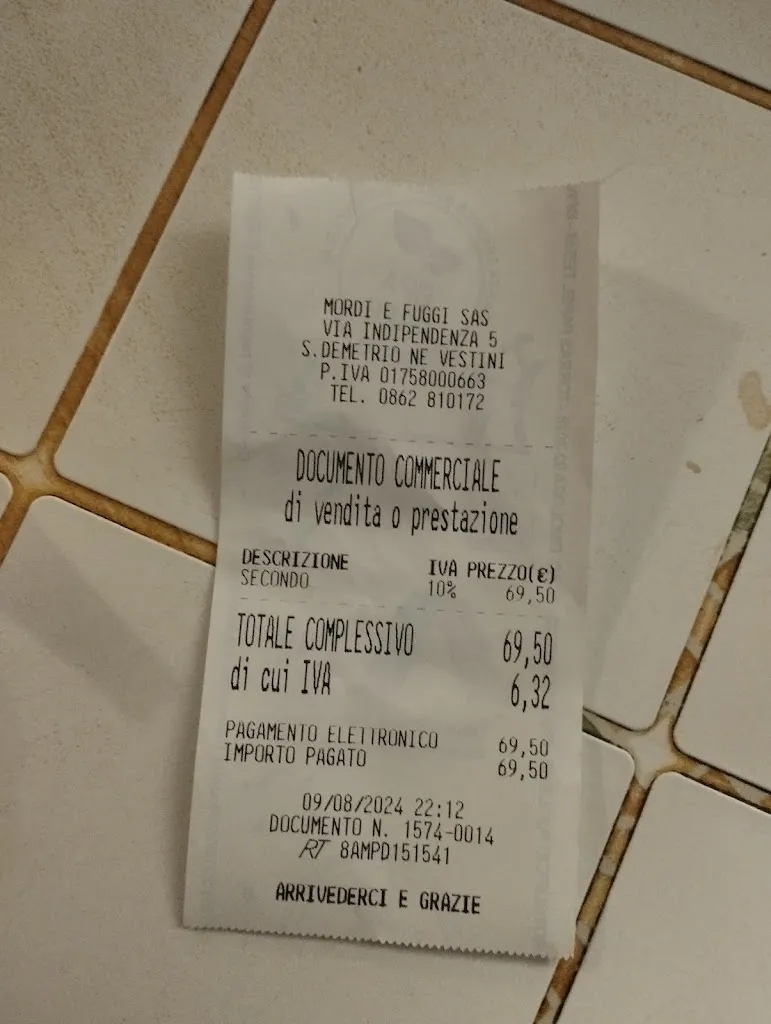 MORDI E FUGGI SAS
VIA INDIPENDENZA 5
S.DEMETRIO NE VESTINI
P.IVA 01758000663
TEL. 0862 810172
DOCUMENTO COMMERCIALE
di vendita o prestazione
DESCRIZIONE IVA PREZZO(€)
SECONDO 10% 69,50
TOTALE COMPLESSIVO 69,50
di cui IVA 6,32
PAGAMENTO ELETTRONICO 69,50
IMPORTO PAGATO 69,50
09/08/2024 22:12
DOCUMENTO N. 1574-0014
RT 8AMPD151541
ARRIVEDERCI E GRAZIE